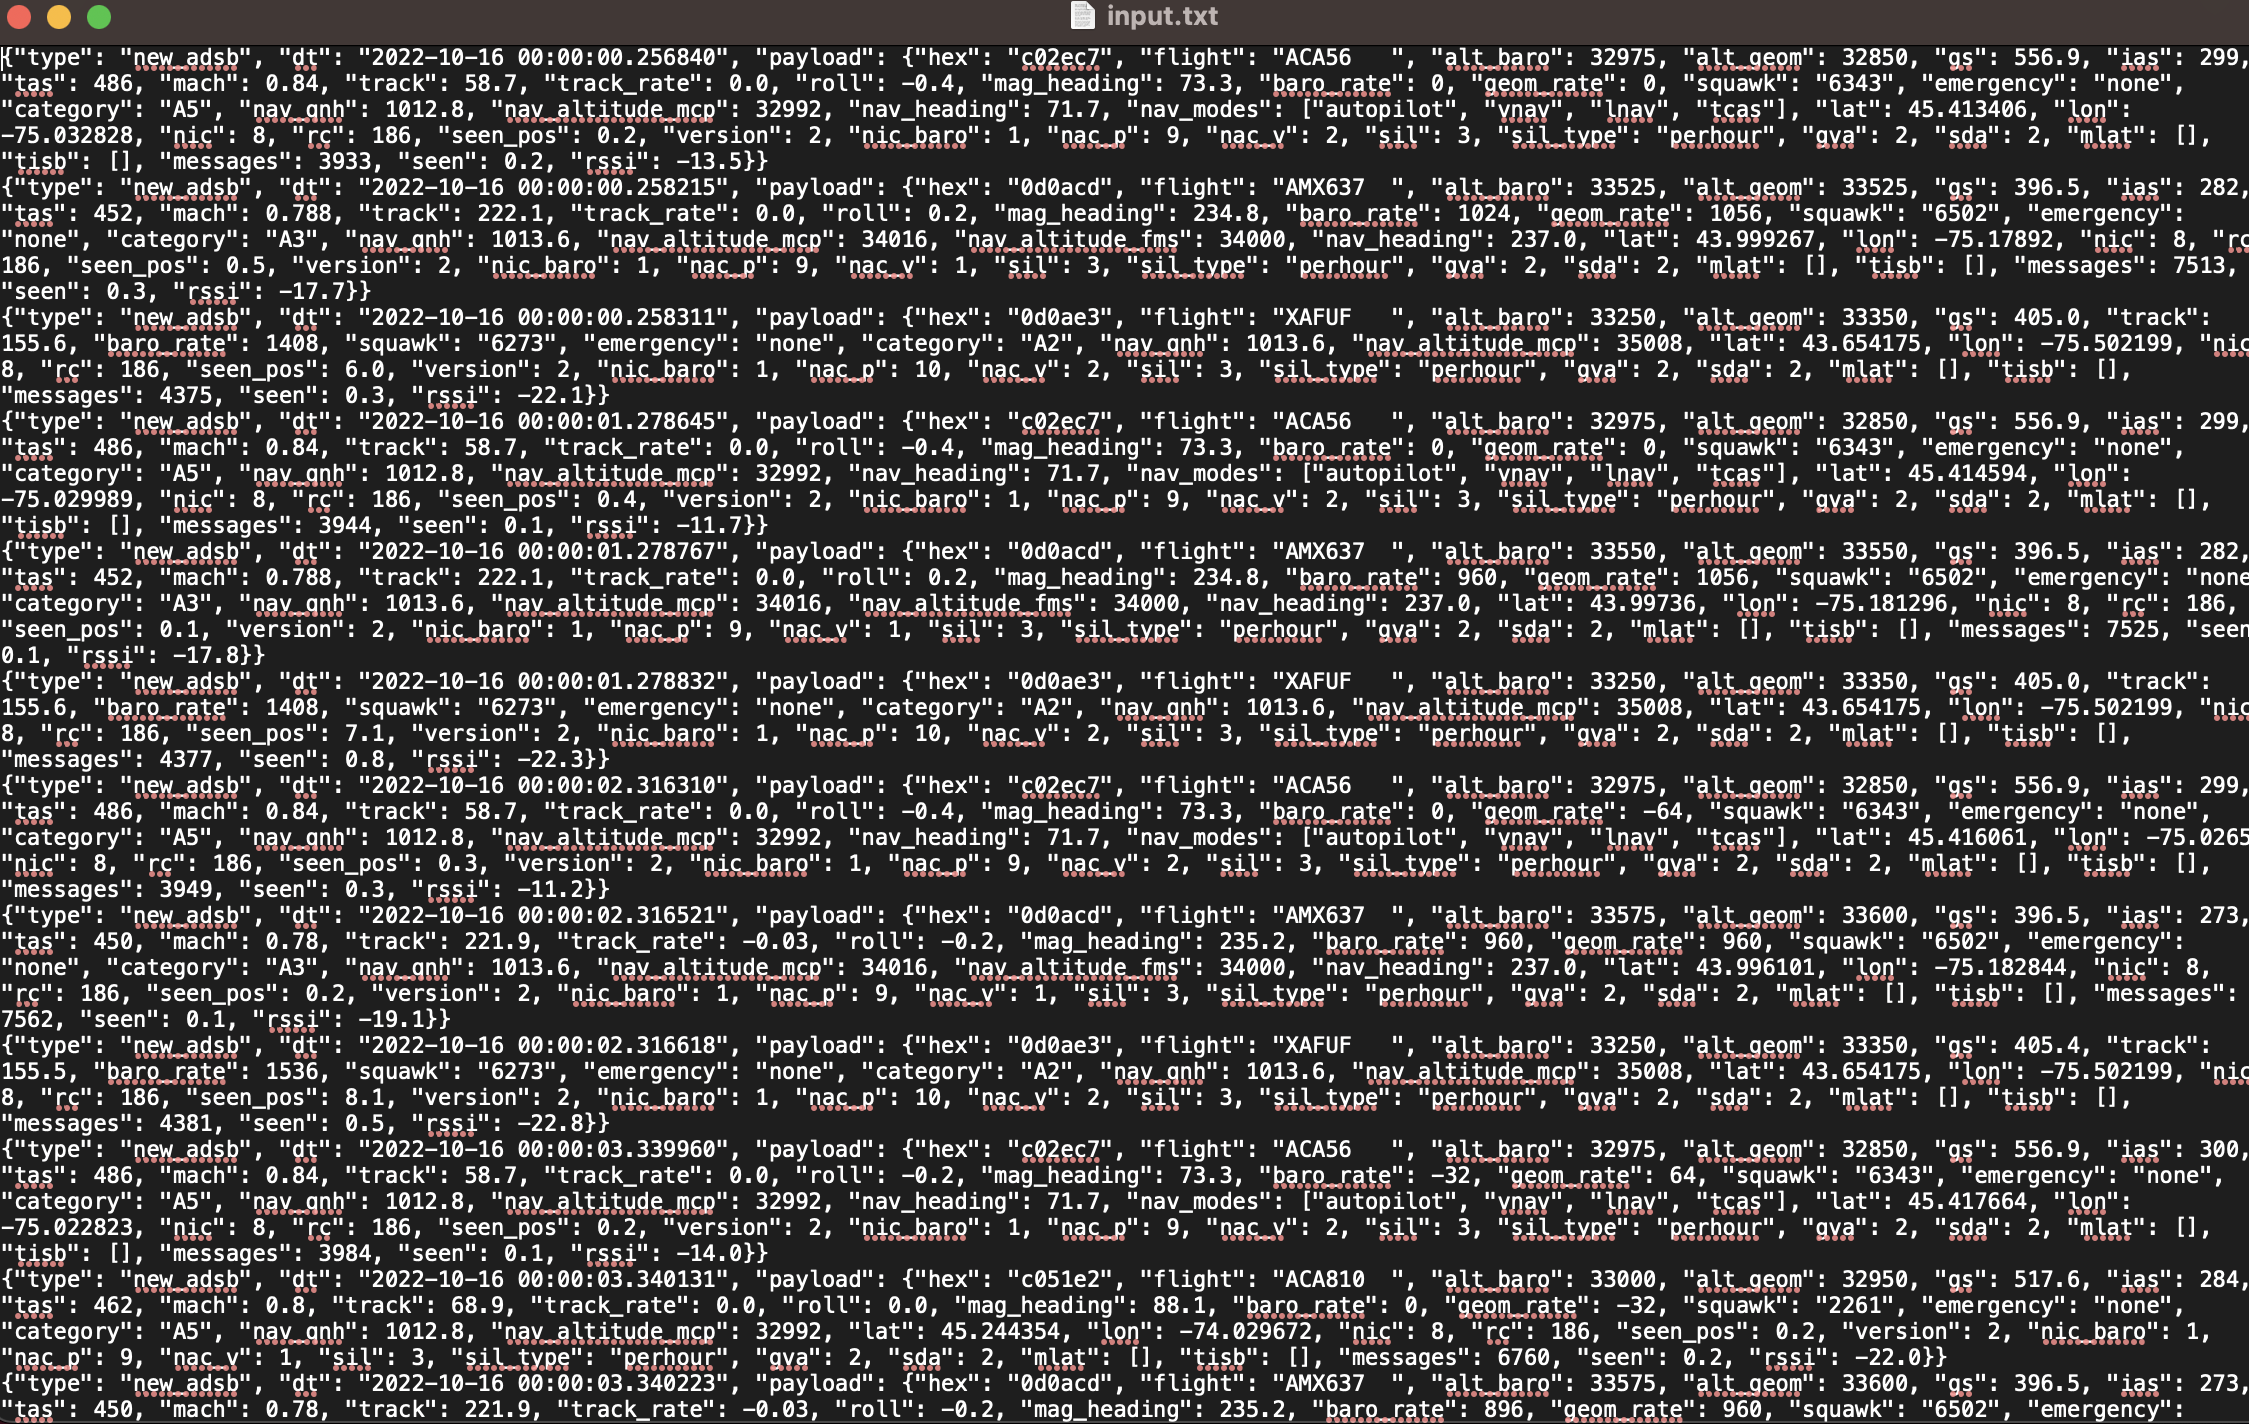 input.txt
{"type": "new_adsb", "dt": "2022-10-16 00:00:00.256840", "payload": {"hex": "c02ec7", "flight": "ACA56   ", "alt_baro": 32975, "alt_geom": 32850, "gs": 556.9, "ias": 299,
"tas": 486, "mach": 0.84, "track": 58.7, "track_rate": 0.0, "roll": -0.4, "mag_heading": 73.3, "baro_rate": 0, "geom_rate": 0, "squawk": "6343", "emergency": "none",
"category": "A5", "nav_qnh": 1012.8, "nav_altitude_mcp": 32992, "nav_heading": 71.7, "nav_modes": ["autopilot", "vnav", "lnav", "tcas"], "lat": 45.413406, "lon":
-75.032828, "nic": 8, "rc": 186, "seen_pos": 0.2, "version": 2, "nic_baro": 1, "nac_p": 9, "nac_v": 2, "sil": 3, "sil_type": "perhour", "gva": 2, "sda": 2, "mlat": [],
"tisb": [], "messages": 3933, "seen": 0.2, "rssi": -13.5}}
{"type": "new_adsb", "dt": "2022-10-16 00:00:00.258215", "payload": {"hex": "0d0acd", "flight": "AMX637  ", "alt_baro": 33525, "alt_geom": 33525, "gs": 396.5, "ias": 282,
"tas": 452, "mach": 0.788, "track": 222.1, "track_rate": 0.0, "roll": 0.2, "mag_heading": 234.8, "baro_rate": 1024, "geom_rate": 1056, "squawk": "6502", "emergency":
"none", "category": "A3", "nav_qnh": 1013.6, "nav_altitude_mcp": 34016, "nav_altitude_fms": 34000, "nav_heading": 237.0, "lat": 43.999267, "lon": -75.17892, "nic": 8, "rc
186, "seen_pos": 0.5, "version": 2, "nic_baro": 1, "nac_p": 9, "nac_v": 1, "sil": 3, "sil_type": "perhour", "gva": 2, "sda": 2, "mlat": [], "tisb": [], "messages": 7513,
"seen": 0.3, "rssi": -17.7}}
{"type": "new_adsb", "dt": "2022-10-16 00:00:00.258311", "payload": {"hex": "0d0ae3", "flight": "XAFUF   ", "alt_baro": 33250, "alt_geom": 33350, "gs": 405.0, "track":
155.6, "baro_rate": 1408, "squawk": "6273", "emergency": "none", "category": "A2", "nav_qnh": 1013.6, "nav_altitude_mcp": 35008, "lat": 43.654175, "lon": -75.502199, "nic
8, "rc": 186, "seen_pos": 6.0, "version": 2, "nic_baro": 1, "nac_p": 10, "nac_v": 2, "sil": 3, "sil_type": "perhour", "gva": 2, "sda": 2, "mlat": [], "tisb": [],
"messages": 4375, "seen": 0.3, "rssi": -22.1}}
{"type": "new_adsb", "dt": "2022-10-16 00:00:01.278645", "payload": {"hex": "c02ec7", "flight": "ACA56   ", "alt_baro": 32975, "alt_geom": 32850, "gs": 556.9, "ias": 299,
"tas": 486, "mach": 0.84, "track": 58.7, "track_rate": 0.0, "roll": -0.4, "mag_heading": 73.3, "baro_rate": 0, "geom_rate": 0, "squawk": "6343", "emergency": "none",
"category": "A5", "nav_qnh": 1012.8, "nav_altitude_mcp": 32992, "nav_heading": 71.7, "nav_modes": ["autopilot", "vnav", "lnav", "tcas"], "lat": 45.414594, "lon":
-75.029989, "nic": 8, "rc": 186, "seen_pos": 0.4, "version": 2, "nic_baro": 1, "nac_p": 9, "nac_v": 2, "sil": 3, "sil_type": "perhour", "gva": 2, "sda": 2, "mlat": [],
"tisb": [], "messages": 3944, "seen": 0.1, "rssi": -11.7}}
{"type": "new_adsb", "dt": "2022-10-16 00:00:01.278767", "payload": {"hex": "0d0acd", "flight": "AMX637  ", "alt_baro": 33550, "alt_geom": 33550, "gs": 396.5, "ias": 282,
"tas": 452, "mach": 0.788, "track": 222.1, "track_rate": 0.0, "roll": 0.2, "mag_heading": 234.8, "baro_rate": 960, "geom_rate": 1056, "squawk": "6502", "emergency": "none
"category": "A3", "nav_qnh": 1013.6, "nav_altitude_mcp": 34016, "nav_altitude_fms": 34000, "nav_heading": 237.0, "lat": 43.99736, "lon": -75.181296, "nic": 8, "rc": 186,
"seen_pos": 0.1, "version": 2, "nic_baro": 1, "nac_p": 9, "nac_v": 1, "sil": 3, "sil_type": "perhour", "gva": 2, "sda": 2, "mlat": [], "tisb": [], "messages": 7525, "seen
0.1, "rssi": -17.8}}
{"type": "new_adsb", "dt": "2022-10-16 00:00:01.278832", "payload": {"hex": "0d0ae3", "flight": "XAFUF   ", "alt_baro": 33250, "alt_geom": 33350, "gs": 405.0, "track":
155.6, "baro_rate": 1408, "squawk": "6273", "emergency": "none", "category": "A2", "nav_qnh": 1013.6, "nav_altitude_mcp": 35008, "lat": 43.654175, "lon": -75.502199, "nic
8, "rc": 186, "seen_pos": 7.1, "version": 2, "nic_baro": 1, "nac_p": 10, "nac_v": 2, "sil": 3, "sil_type": "perhour", "gva": 2, "sda": 2, "mlat": [], "tisb": [],
"messages": 4377, "seen": 0.8, "rssi": -22.3}}
{"type": "new_adsb", "dt": "2022-10-16 00:00:02.316310", "payload": {"hex": "c02ec7", "flight": "ACA56   ", "alt_baro": 32975, "alt_geom": 32850, "gs": 556.9, "ias": 299,
"tas": 486, "mach": 0.84, "track": 58.7, "track_rate": 0.0, "roll": -0.4, "mag_heading": 73.3, "baro_rate": 0, "geom_rate": -64, "squawk": "6343", "emergency": "none",
"category": "A5", "nav_qnh": 1012.8, "nav_altitude_mcp": 32992, "nav_heading": 71.7, "nav_modes": ["autopilot", "vnav", "lnav", "tcas"], "lat": 45.416061, "lon": -75.0265
"nic": 8, "rc": 186, "seen_pos": 0.3, "version": 2, "nic_baro": 1, "nac_p": 9, "nac_v": 2, "sil": 3, "sil_type": "perhour", "gva": 2, "sda": 2, "mlat": [], "tisb": [],
"messages": 3949, "seen": 0.3, "rssi": -11.2}}
{"type": "new_adsb", "dt": "2022-10-16 00:00:02.316521", "payload": {"hex": "0d0acd", "flight": "AMX637  ", "alt_baro": 33575, "alt_geom": 33600, "gs": 396.5, "ias": 273,
"tas": 450, "mach": 0.78, "track": 221.9, "track_rate": -0.03, "roll": -0.2, "mag_heading": 235.2, "baro_rate": 960, "geom_rate": 960, "squawk": "6502", "emergency":
"none", "category": "A3", "nav_qnh": 1013.6, "nav_altitude_mcp": 34016, "nav_altitude_fms": 34000, "nav_heading": 237.0, "lat": 43.996101, "lon": -75.182844, "nic": 8,
"rc": 186, "seen_pos": 0.2, "version": 2, "nic_baro": 1, "nac_p": 9, "nac_v": 1, "sil": 3, "sil_type": "perhour", "gva": 2, "sda": 2, "mlat": [], "tisb": [], "messages":
7562, "seen": 0.1, "rssi": -19.1}}
{"type": "new_adsb", "dt": "2022-10-16 00:00:02.316618", "payload": {"hex": "0d0ae3", "flight": "XAFUF   ", "alt_baro": 33250, "alt_geom": 33350, "gs": 405.4, "track":
155.5, "baro_rate": 1536, "squawk": "6273", "emergency": "none", "category": "A2", "nav_qnh": 1013.6, "nav_altitude_mcp": 35008, "lat": 43.654175, "lon": -75.502199, "nic
8, "rc": 186, "seen_pos": 8.1, "version": 2, "nic_baro": 1, "nac_p": 10, "nac_v": 2, "sil": 3, "sil_type": "perhour", "gva": 2, "sda": 2, "mlat": [], "tisb": [],
"messages": 4381, "seen": 0.5, "rssi": -22.8}}
{"type": "new_adsb", "dt": "2022-10-16 00:00:03.339960", "payload": {"hex": "c02ec7", "flight": "ACA56   ", "alt_baro": 32975, "alt_geom": 32850, "gs": 556.9, "ias": 300,
"tas": 486, "mach": 0.84, "track": 58.7, "track_rate": 0.0, "roll": -0.2, "mag_heading": 73.3, "baro_rate": -32, "geom_rate": 64, "squawk": "6343", "emergency": "none",
"category": "A5", "nav_qnh": 1012.8, "nav_altitude_mcp": 32992, "nav_heading": 71.7, "nav_modes": ["autopilot", "vnav", "lnav", "tcas"], "lat": 45.417664, "lon":
-75.022823, "nic": 8, "rc": 186, "seen_pos": 0.2, "version": 2, "nic_baro": 1, "nac_p": 9, "nac_v": 2, "sil": 3, "sil_type": "perhour", "gva": 2, "sda": 2, "mlat": [],
"tisb": [], "messages": 3984, "seen": 0.1, "rssi": -14.0}}
{"type": "new_adsb", "dt": "2022-10-16 00:00:03.340131", "payload": {"hex": "c051e2", "flight": "ACA810  ", "alt_baro": 33000, "alt_geom": 32950, "gs": 517.6, "ias": 284,
"tas": 462, "mach": 0.8, "track": 68.9, "track_rate": 0.0, "roll": 0.0, "mag_heading": 88.1, "baro_rate": 0, "geom_rate": -32, "squawk": "2261", "emergency": "none",
"category": "A5", "nav_qnh": 1012.8, "nav_altitude_mcp": 32992, "lat": 45.244354, "lon": -74.029672, "nic": 8, "rc": 186, "seen_pos": 0.2, "version": 2, "nic_baro": 1,
"nac_p": 9, "nac_v": 1, "sil": 3, "sil_type": "perhour", "gva": 2, "sda": 2, "mlat": [], "tisb": [], "messages": 6760, "seen": 0.2, "rssi": -22.0}}
{"type": "new_adsb", "dt": "2022-10-16 00:00:03.340223", "payload": {"hex": "0d0acd", "flight": "AMX637  ", "alt_baro": 33575, "alt_geom": 33600, "gs": 396.5, "ias": 273,
"tas": 450, "mach": 0.78, "track": 221.9, "track_rate": -0.03, "roll": -0.2, "mag_heading": 235.2, "baro_rate": 896, "geom_rate": 960, "squawk": "6502", "emergency":